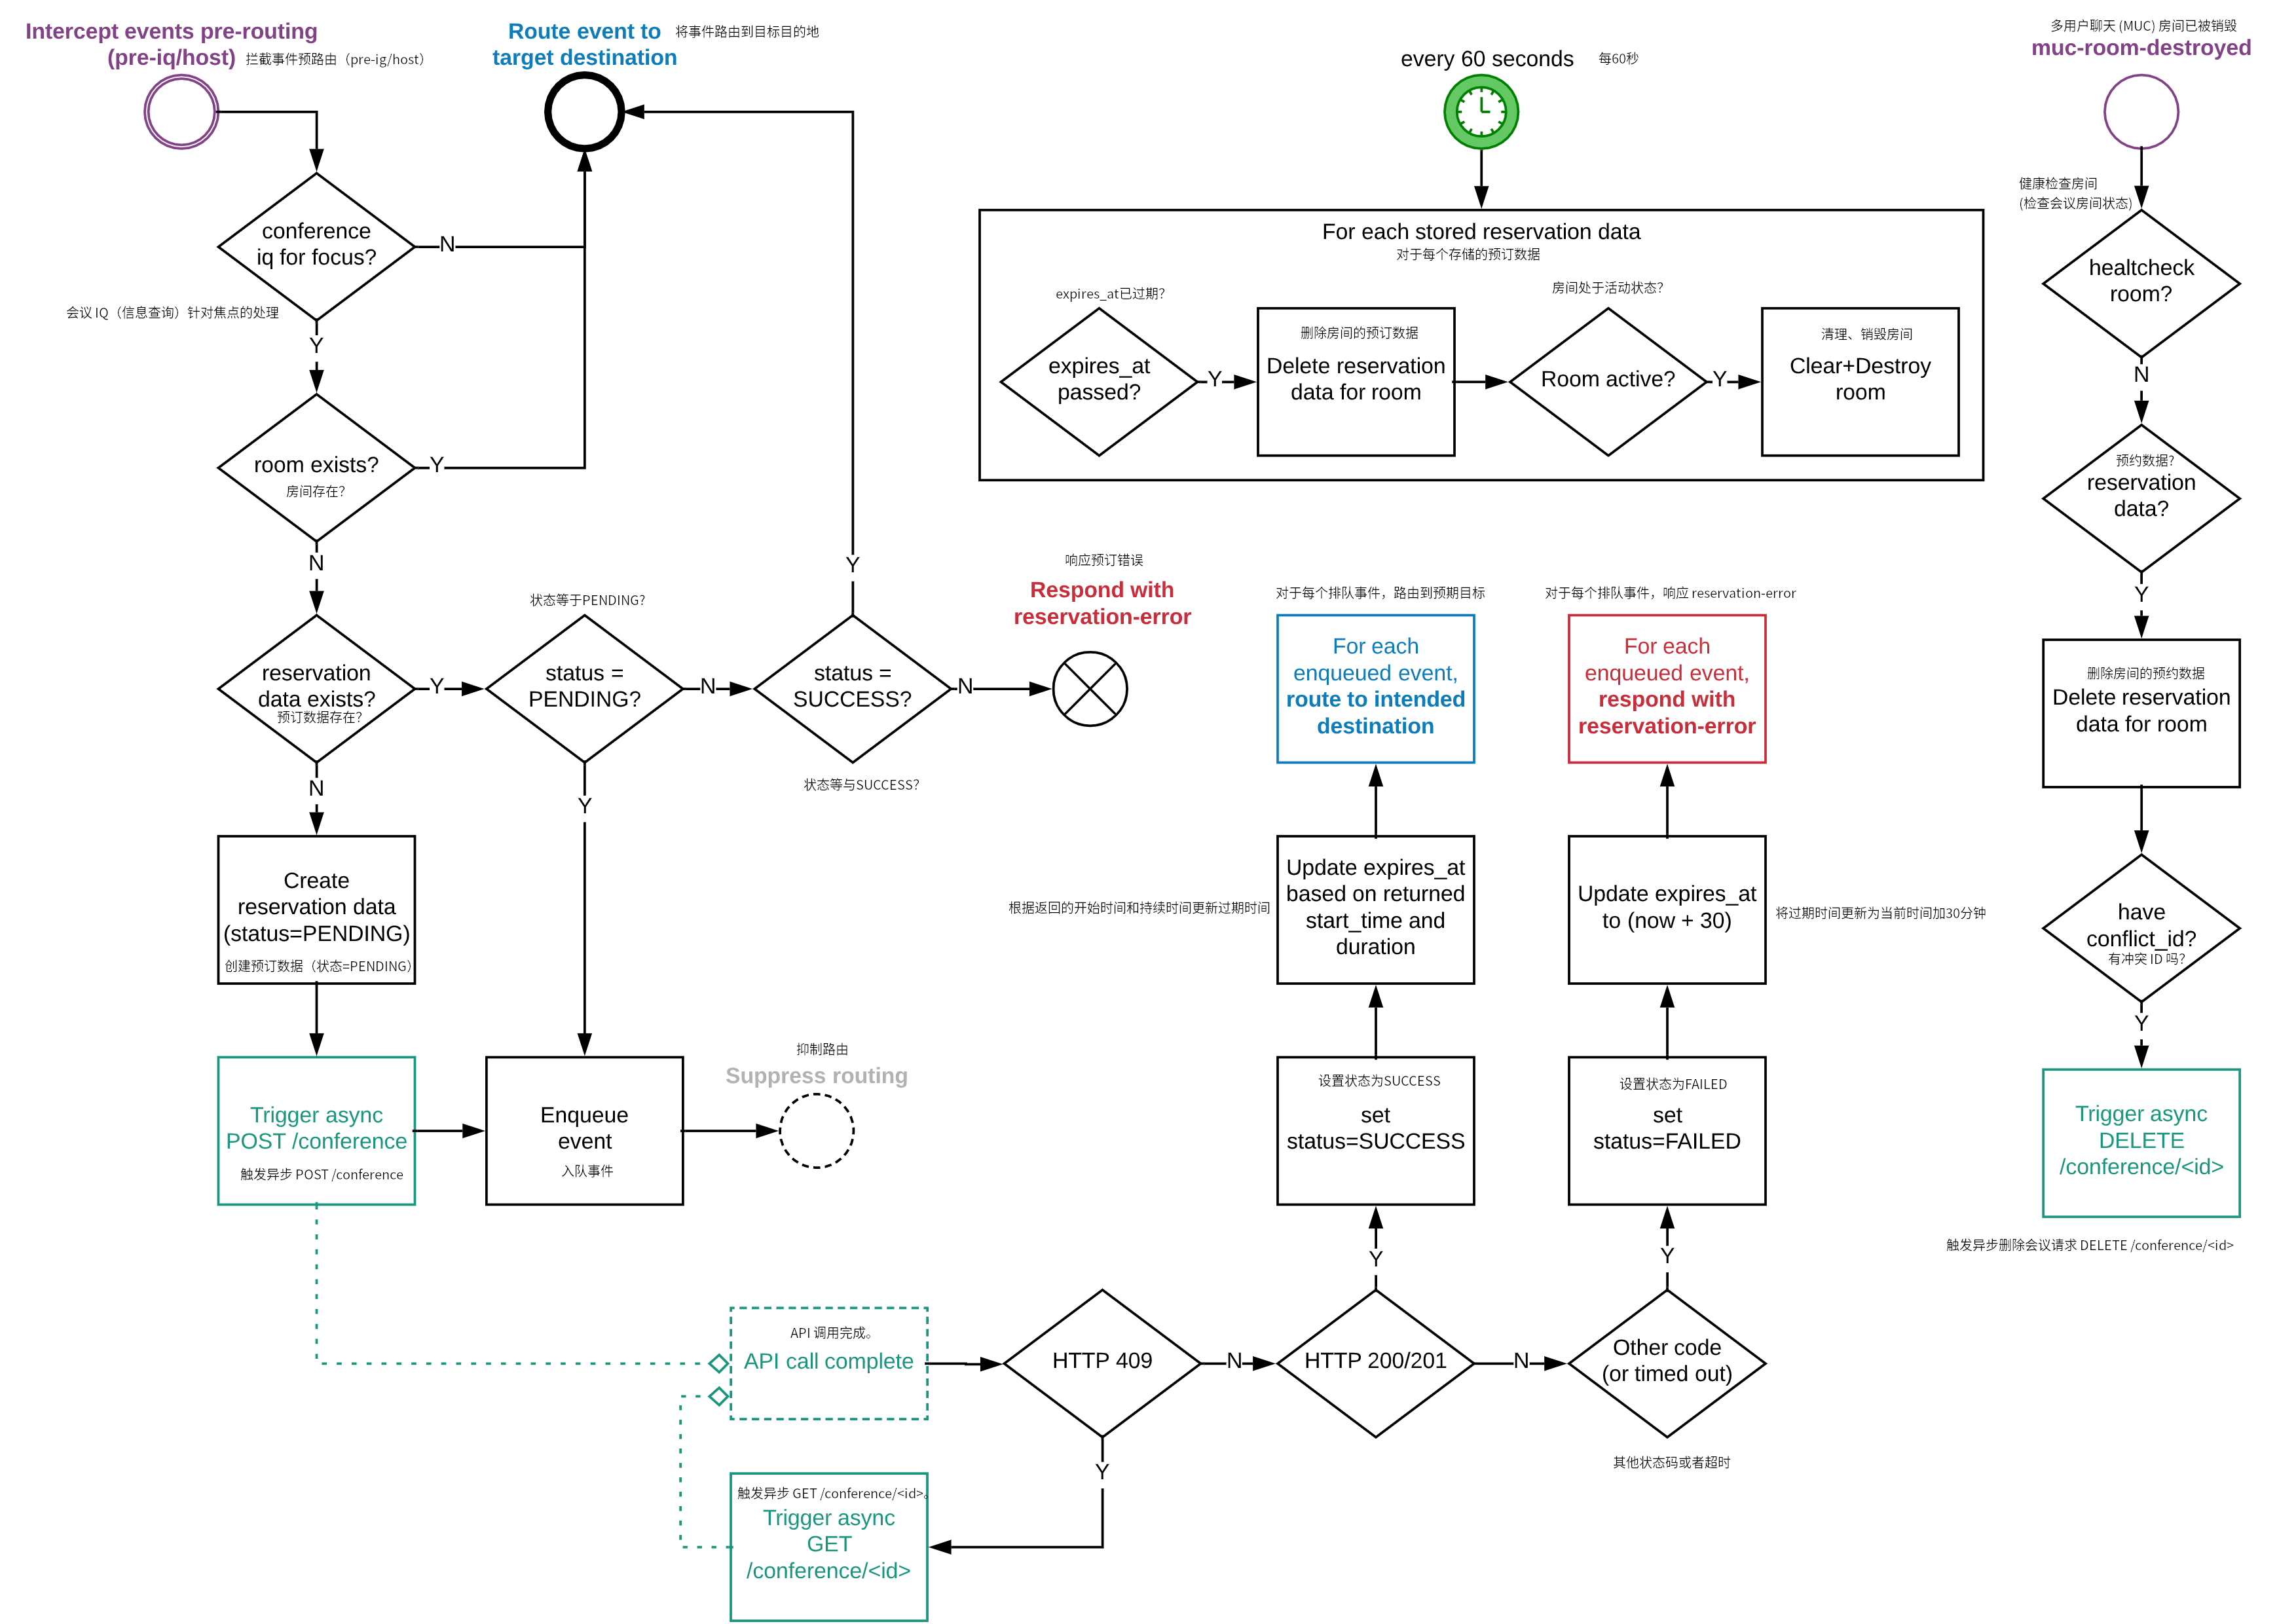 Intercept events pre-routing
(pre-iq/host)
拦截事件预路由（pre-ig/host）
Route event to
target destination
将事件路由到目标目的地
every 60 seconds
每60秒
多用户聊天 (MUC) 房间已被销毁
muc-room-destroyed
conference
iq for focus?
N
会议 IQ（信息查询）针对焦点的处理
Y
room exists?
房间存在？
Y
N
reservation
data exists?
预订数据存在？
Y
状态等于PENDING？
status =
PENDING?
N
Y
status =
SUCCESS?
状态等与SUCCESS？
N
响应预订错误
Respond with
reservation-error
N
Y
Create
reservation data
(status=PENDING)
创建预订数据（状态=PENDING）
Trigger async
POST /conference
触发异步 POST /conference
Enqueue
event
入队事件
抑制路由
Suppress routing
For each stored reservation data
对于每个存储的预订数据
expires_at已过期？
expires_at
passed?
Y
删除房间的预订数据
Delete reservation
data for room
房间处于活动状态？
Room active?
Y
清理、销毁房间
Clear+Destroy
room
对于每个排队事件，路由到预期目标
For each
enqueued event,
route to intended
destination
对于每个排队事件，响应 reservation-error
For each
enqueued event,
respond with
reservation-error
根据返回的开始时间和持续时间更新过期时间
Update expires_at
based on returned
start_time and
duration
Update expires_at
to (now + 30)
将过期时间更新为当前时间加30分钟
设置状态为SUCCESS
set
status=SUCCESS
设置状态为FAILED
set
status=FAILED
Y
Y
API 调用完成。
API call complete
HTTP 409
N
HTTP 200/201
N
Other code
(or timed out)
其他状态码或者超时
Y
触发异步 GET /conference/<id>。
Trigger async
GET
/conference/<id>
健康检查房间
(检查会议房间状态)
healtcheck
room?
N
预约数据？
reservation
data?
Y
删除房间的预约数据
Delete reservation
data for room
have
conflict_id?
有冲突 ID 吗？
Y
Trigger async
DELETE
/conference/<id>
触发异步删除会议请求 DELETE /conference/<id>